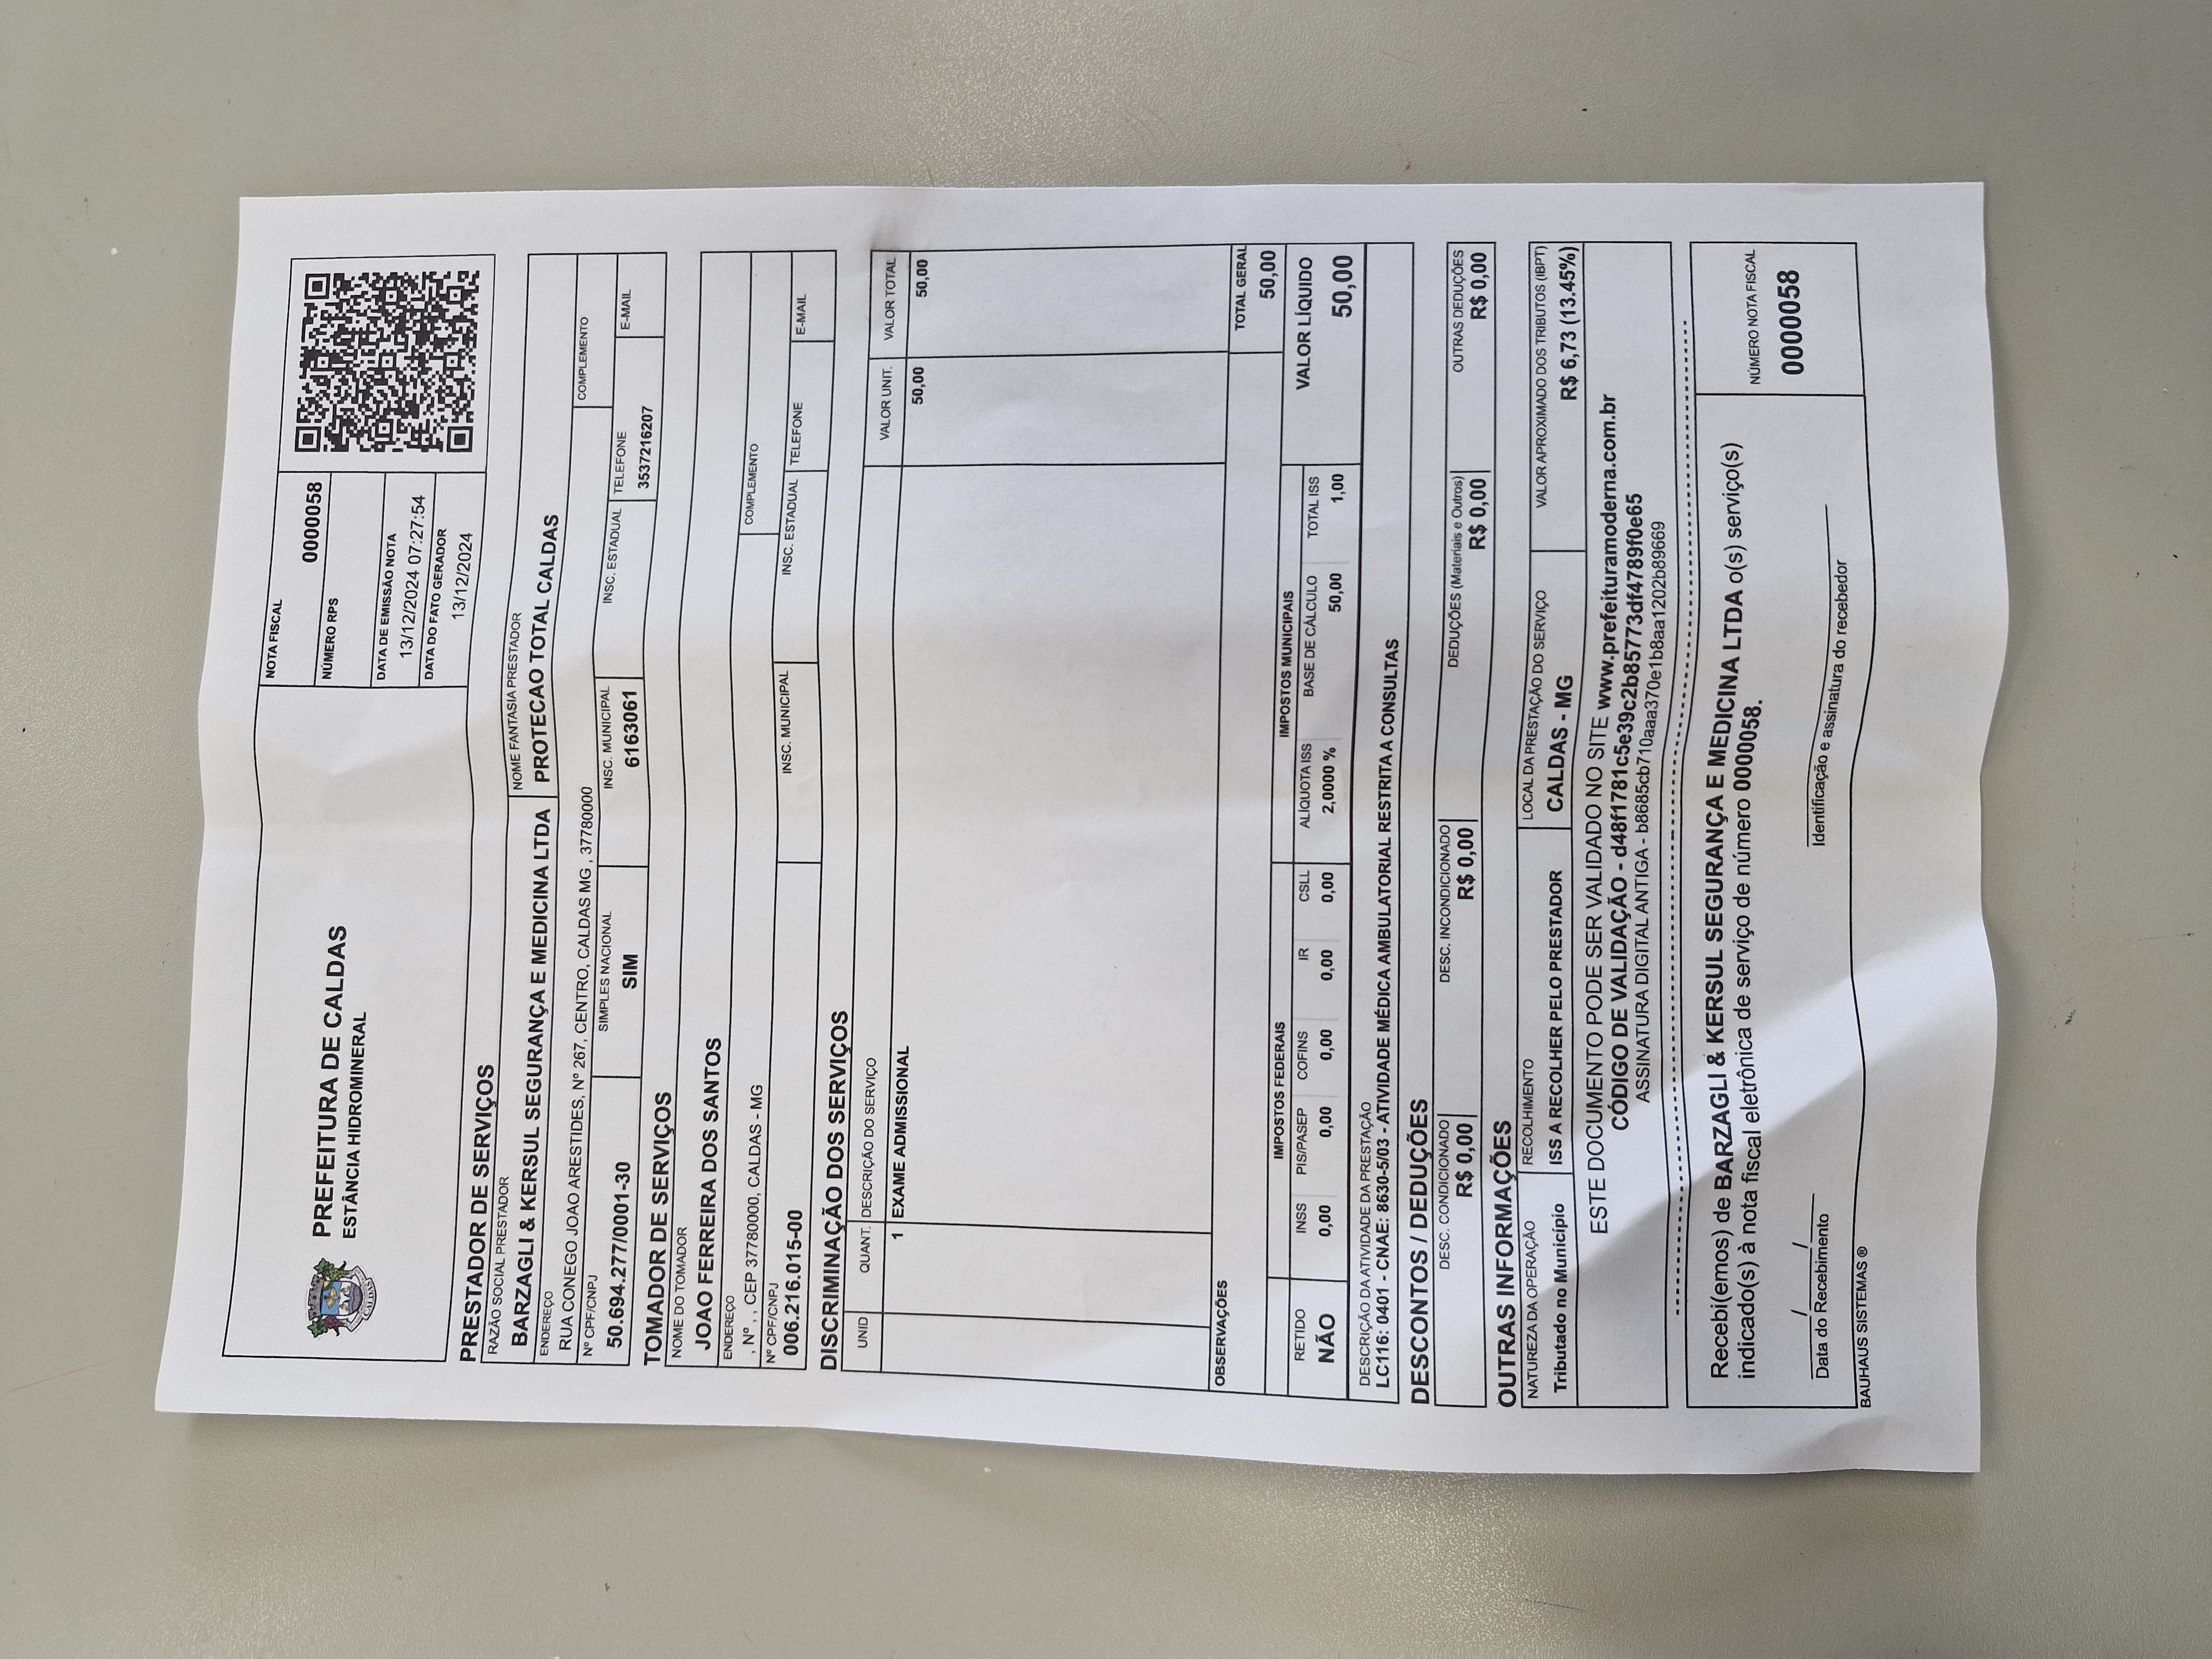 PREFEITURA DE CALDAS
ESTÂNCIA HIDROMINERAL
CALDAS
NOTA FISCAL
0000058
NÚMERO RPS
DATA DE EMISSÃO NOTA
13/12/2024 07:27:54
DATA DO FATO GERADOR
13/12/2024
PRESTADOR DE SERVIÇOS
RAZÃO SOCIAL PRESTADOR NOME FANTASIA PRESTADOR
BARZAGLI & KERSUL SEGURANÇA E MEDICINA LTDA PROTECAO TOTAL CALDAS
ENDEREÇO COMPLEMENTO
RUA CONEGO JOAO ARESTIDES, Nº 267, CENTRO, CALDAS MG , 37780000
Nº CPF/CNPJ SIMPLES NACIONAL INSC. MUNICIPAL INSC. ESTADUAL TELEFONE E-MAIL
50.694.277/0001-30 SIM 6163061 3537216207
TOMADOR DE SERVIÇOS
NOME DO TOMADOR
JOAO FERREIRA DOS SANTOS
ENDEREÇO COMPLEMENTO
, Nº , , CEP 37780000, CALDAS - MG
Nº CPF/CNPJ INSC. MUNICIPAL INSC. ESTADUAL TELEFONE E-MAIL
006.216.015-00
DISCRIMINAÇÃO DOS SERVIÇOS
UNID QUANT. DESCRIÇÃO DO SERVIÇO VALOR UNIT. VALOR TOTAL
1 EXAME ADMISSIONAL 50,00 50,00
OBSERVAÇÕES
TOTAL GERAL
50,00
IMPOSTOS FEDERAIS IMPOSTOS MUNICIPAIS
RETIDO INSS PIS/PASEP COFINS IR CSLL ALÍQUOTA ISS BASE DE CÁLCULO TOTAL ISS VALOR LÍQUIDO
NÃO 0,00 0,00 0,00 0,00 0,00 2,0000 % 50,00 1,00 50,00
DESCRIÇÃO DA ATIVIDADE DA PRESTAÇÃO
LC116: 0401 - CNAE: 8630-5/03 - ATIVIDADE MÉDICA AMBULATORIAL RESTRITA A CONSULTAS
DESCONTOS / DEDUÇÕES
DESC. CONDICIONADO DESC. INCONDICIONADO DEDUÇÕES (Materiais e Outros) OUTRAS DEDUÇÕES
R$ 0,00 R$ 0,00 R$ 0,00 R$ 0,00
OUTRAS INFORMAÇÕES
NATUREZA DA OPERAÇÃO RECOLHIMENTO LOCAL DA PRESTAÇÃO DO SERVIÇO VALOR APROXIMADO DOS TRIBUTOS (IBPT)
Tributado no Município ISS A RECOLHER PELO PRESTADOR CALDAS - MG R$ 6,73 (13.45%)
ESTE DOCUMENTO PODE SER VALIDADO NO SITE www.prefeituramoderna.com.br
CÓDIGO DE VALIDAÇÃO - d48f1781c5e39c2b85773df4789f0e65
ASSINATURA DIGITAL ANTIGA - b8685cb710aaa370e1b8aa1202b89669
Recebi(emos) de BARZAGLI & KERSUL SEGURANÇA E MEDICINA LTDA o(s) serviço(s)
indicado(s) à nota fiscal eletrônica de serviço de número 0000058.
NÚMERO NOTA FISCAL
0000058
____/____/____
Data do Recebimento Identificação e assinatura do recebedor
BAUHAUS SISTEMAS ®